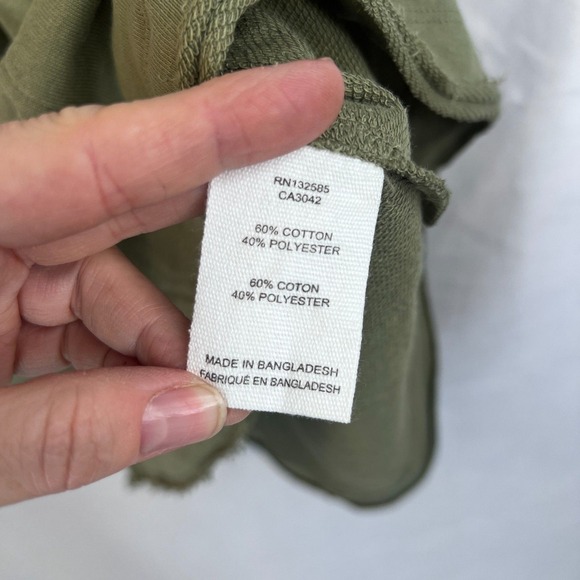 RN132585
CA3042
60% COTTON
40% POLYESTER
60% COTON
40% POLYESTER
MADE IN BANGLADESH
FABRIQUÉ EN BANGLADESH